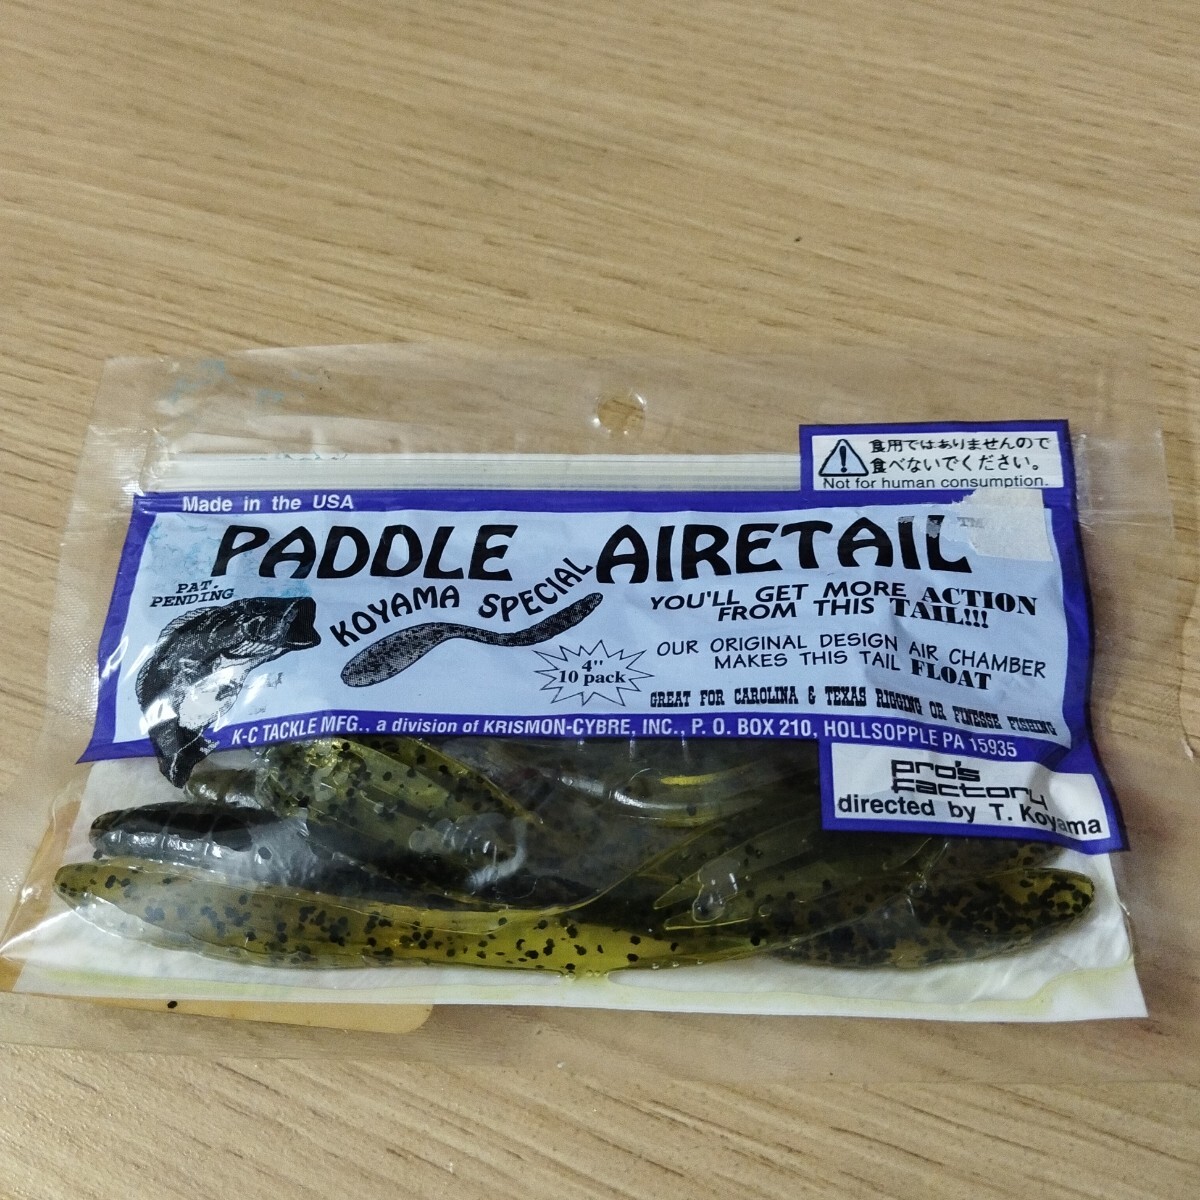 食用ではありませんので
食べないでください。
Not for human consumption.
Made in the USA
PADDLE AIRETAIL™
PAT.
PENDING
KOYAMA SPECIAL
YOU'LL GET MORE ACTION
FROM THIS TAIL!!!
4"
10 pack
OUR ORIGINAL DESIGN AIR CHAMBER
MAKES THIS TAIL FLOAT
GREAT FOR CAROLINA & TEXAS RIGGING OR FINESSE FISHING
K-C TACKLE MFG., a division of KRISMON-CYBRE, INC., P. O. BOX 210, HOLLSOPPLE PA 15935
pro's
factory
directed by T. Koyama